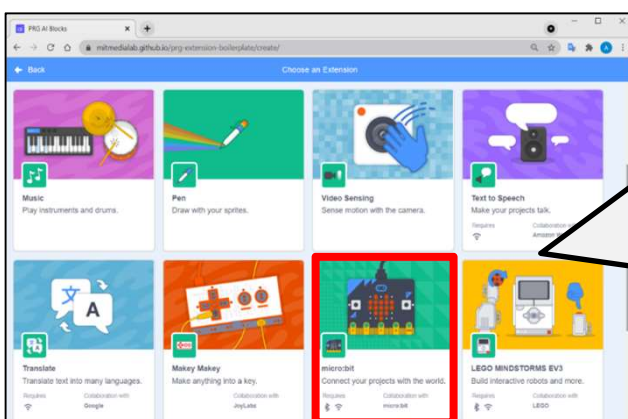 PRG AI Blocks
mitmedialab.github.io/prg-extension-boilerplate/create/
Back
Choose an Extension
Music
Play instruments and drums.
Pen
Draw with your sprites.
Video Sensing
Sense motion with the camera.
Text to Speech
Make your projects talk.
Requires
Collaboration with
Amazon
文
A
Translate
Translate text into many languages.
Requires
Collaboration with
Google
Makey Makey
Make anything into a key.
Collaboration with
JoyLabz
micro:bit
Connect your projects with the world.
Requires
Collaboration with
micro:bit
LEGO MINDSTORMS EV3
Build interactive robots and more.
Requires
Collaboration with
LEGO